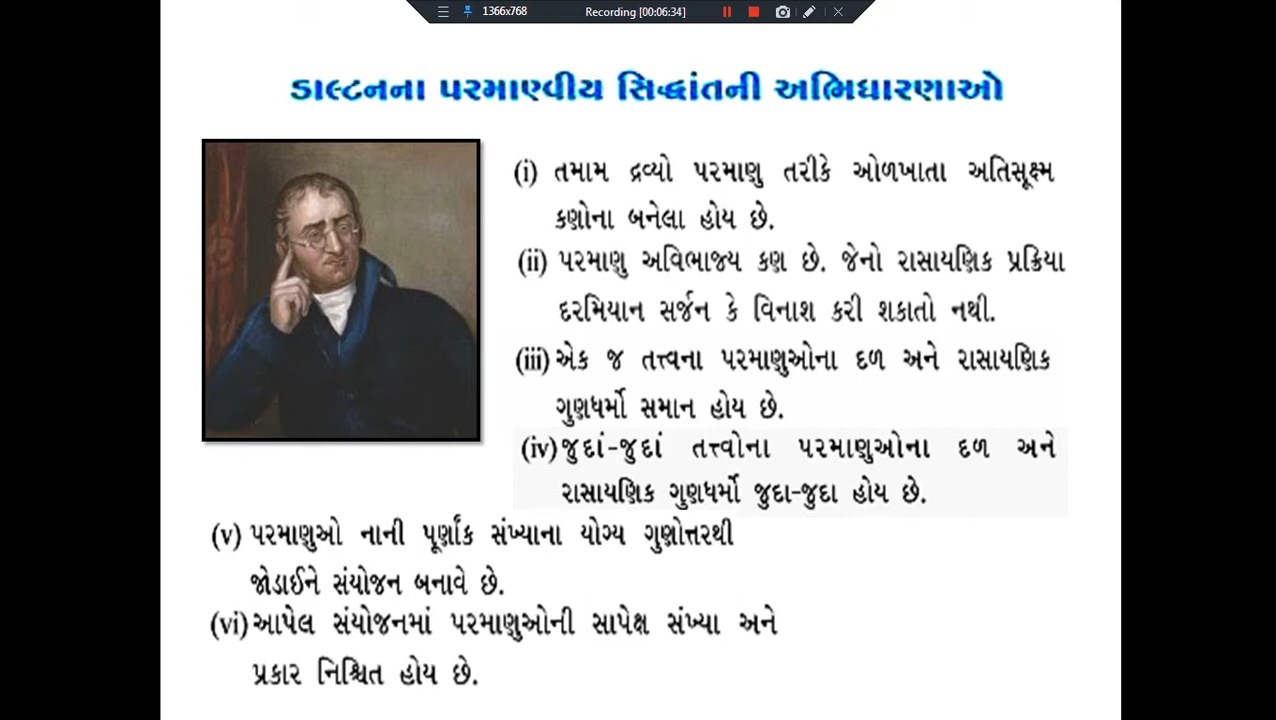 1366x768 Recording [00:06:34]
ડાલ્ટનના પરમાણ્વીય સિદ્ધાંતની અભિધારણાઓ
(i) તમામ દ્રવ્યો પરમાણુ તરીકે ઓળખાતા અતિસૂક્ષ્મ
કણોના બનેલા હોય છે.
(ii) પરમાણુ અવિભાજ્ય કણ છે. જેનો રાસાયણિક પ્રક્રિયા
દરમિયાન સર્જન કે વિનાશ કરી શકાતો નથી.
(iii) એક જ તત્ત્વના પરમાણુઓના દળ અને રાસાયણિક
ગુણધર્મો સમાન હોય છે.
(iv) જુદાં-જુદાં તત્ત્વોના પરમાણુઓના દળ અને
રાસાયણિક ગુણધર્મો જુદા-જુદા હોય છે.
(v) પરમાણુઓ નાની પૂર્ણાંક સંખ્યાના યોગ્ય ગુણોત્તરથી
જોડાઈને સંયોજન બનાવે છે.
(vi) આપેલ સંયોજનમાં પરમાણુઓની સાપેક્ષ સંખ્યા અને
પ્રકાર નિશ્ચિત હોય છે.